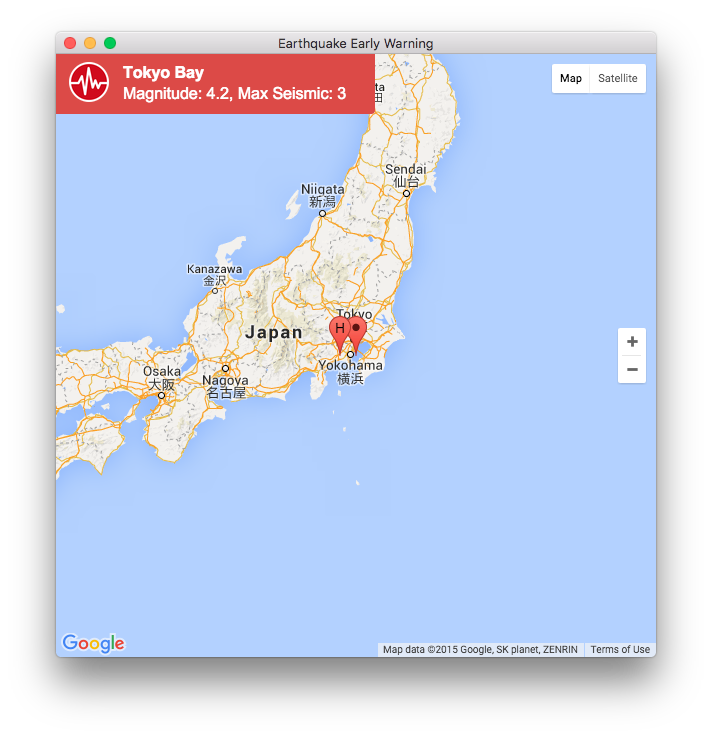 Earthquake Early Warning
Tokyo Bay
Magnitude: 4.2, Max Seismic: 3
ta
田
Map
Satellite
Sendai
仙台
Niigata
新潟
Kanazawa
金沢
Tokyo
H
Japan
Yokohama
横浜
Osaka
大阪
Nagoya
名古屋
+
−
Google
Map data ©2015 Google, SK planet, ZENRIN
Terms of Use